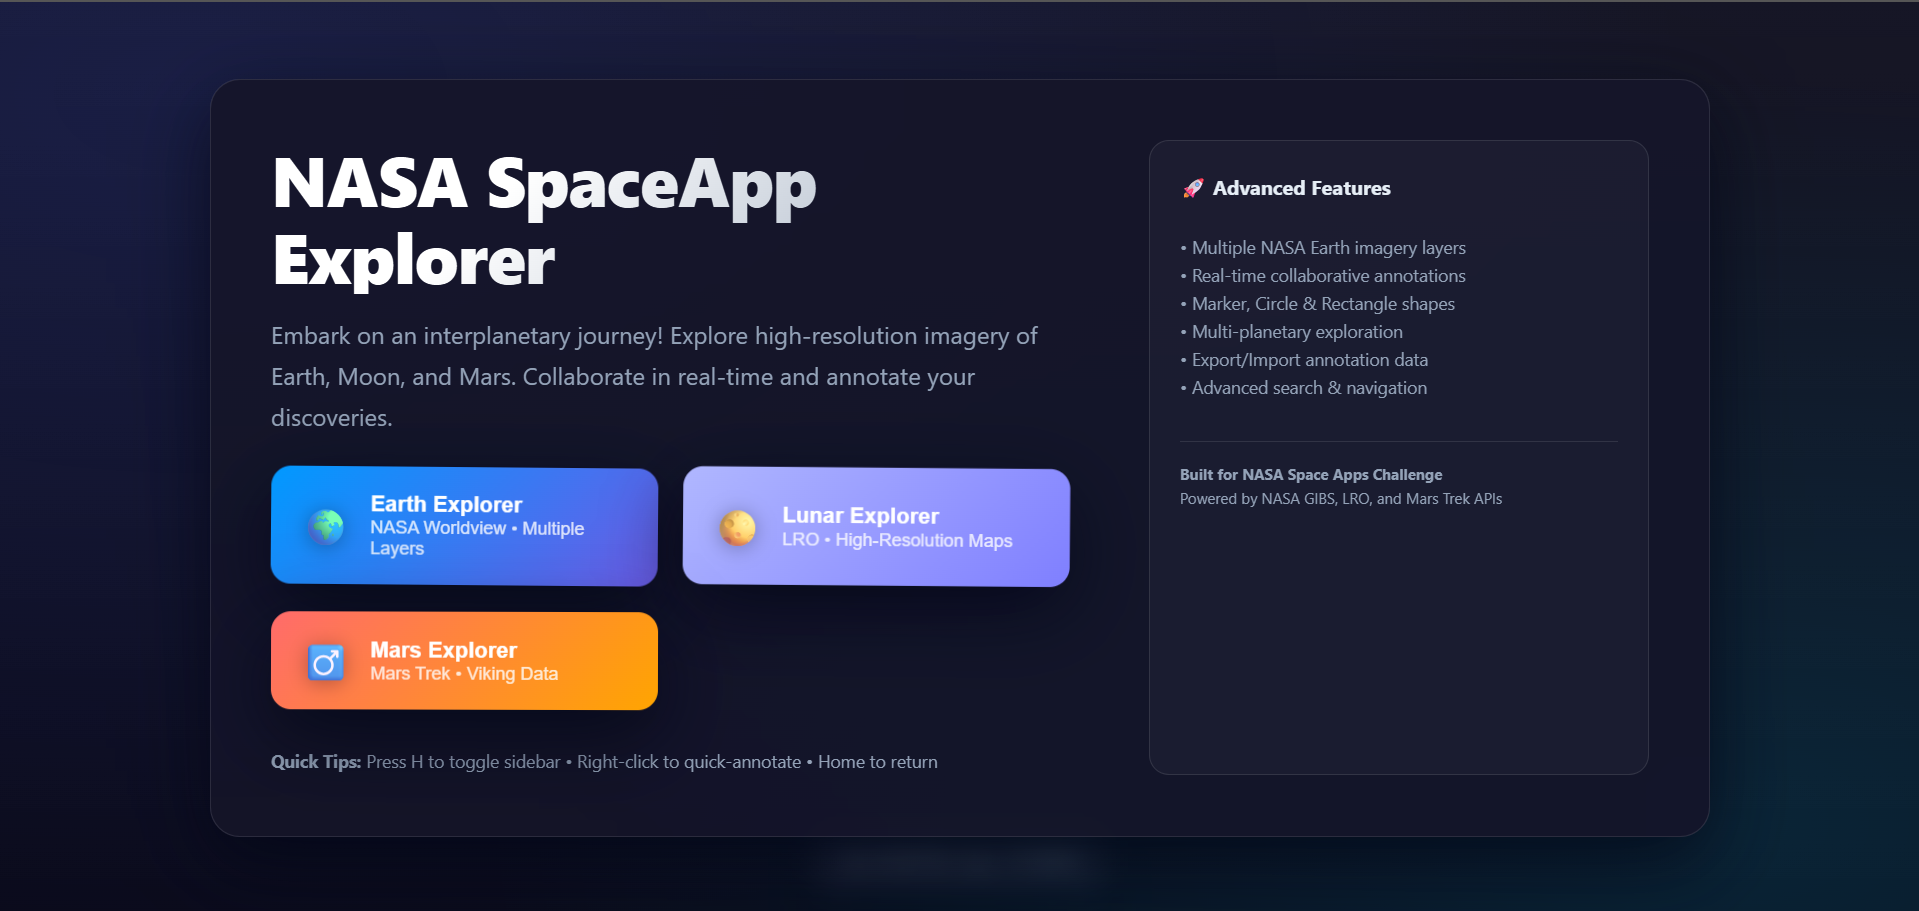 NASA SpaceApp
Explorer
Embark on an interplanetary journey! Explore high-resolution imagery of
Earth, Moon, and Mars. Collaborate in real-time and annotate your
discoveries.
Earth Explorer
NASA Worldview • Multiple
Layers
Lunar Explorer
LRO • High-Resolution Maps
Mars Explorer
Mars Trek • Viking Data
Quick Tips: Press H to toggle sidebar • Right-click to quick-annotate • Home to return
🚀 Advanced Features
• Multiple NASA Earth imagery layers
• Real-time collaborative annotations
• Marker, Circle & Rectangle shapes
• Multi-planetary exploration
• Export/Import annotation data
• Advanced search & navigation
Built for NASA Space Apps Challenge
Powered by NASA GIBS, LRO, and Mars Trek APIs